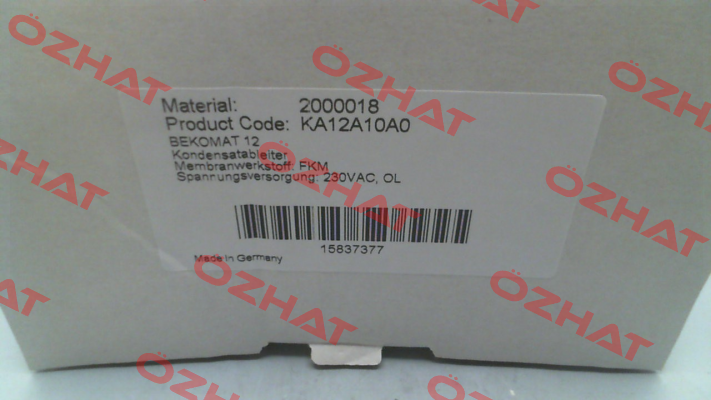 Material: 2000018
Product Code: KA12A10A0
BEKOMAT 12
Kondensatableiter
Membranwerkstoff: FKM
Spannungsversorgung: 230VAC, OL
15837377
Made in Germany
ÖZHAT
ÖZHAT
ÖZHAT
ÖZHAT
ÖZHAT
ÖZHAT
ÖZHAT
ÖZHAT